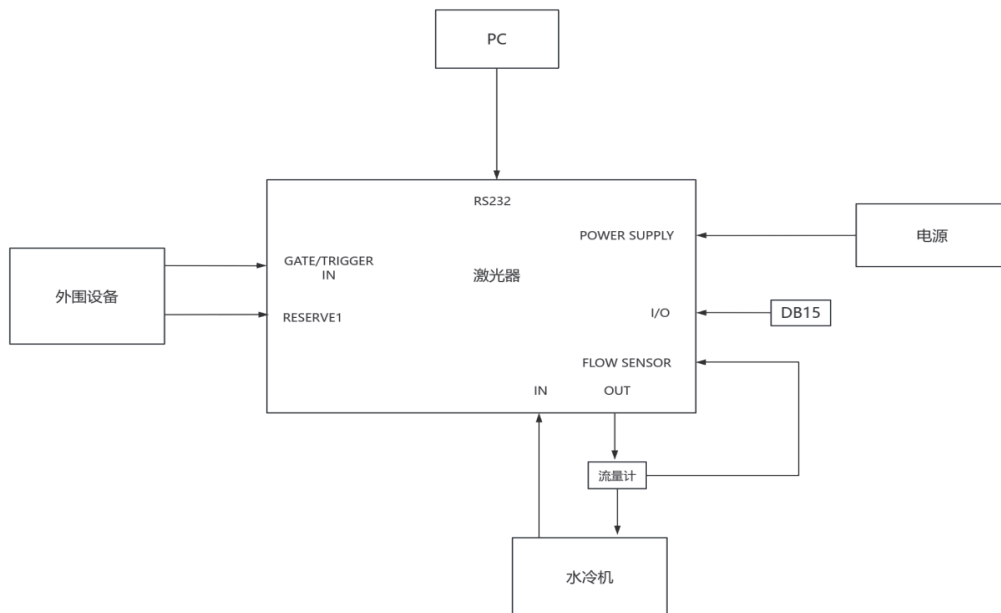 PC
RS232
POWER SUPPLY
电源
GATE/TRIGGER
IN
激光器
外围设备
RESERVE1
I/O
DB15
FLOW SENSOR
IN
OUT
流量计
水冷机